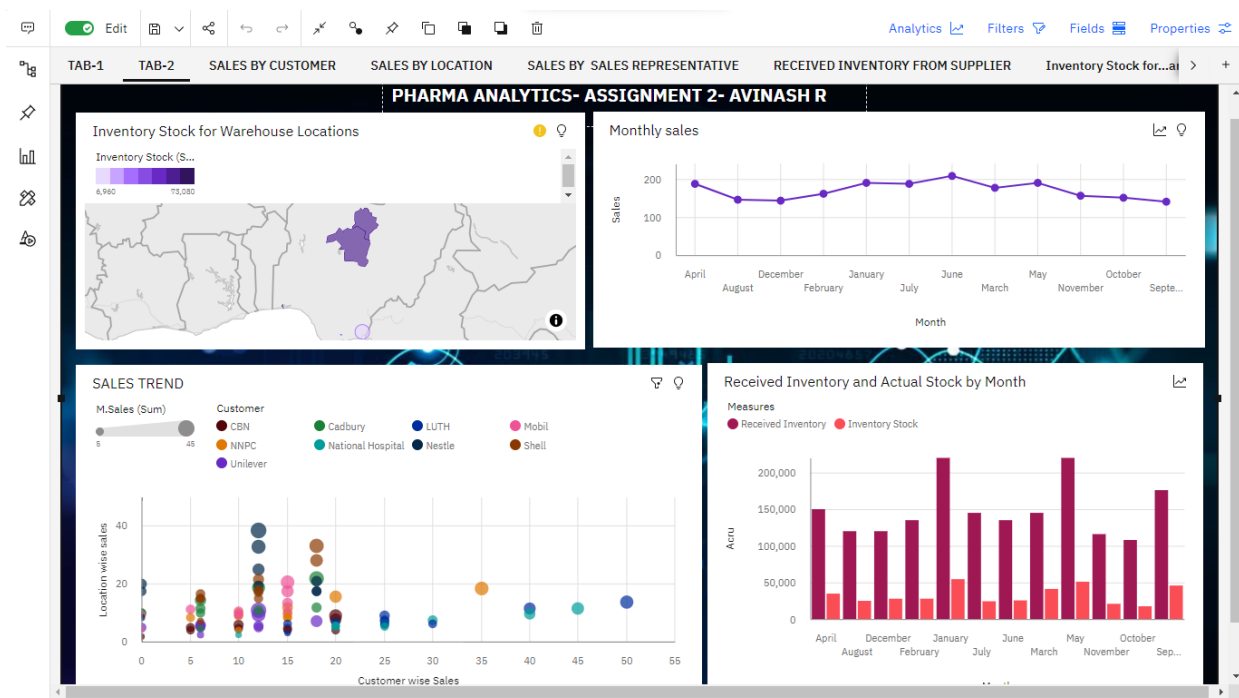 Edit
Analytics Filters Fields Properties
TAB-1 TAB-2 SALES BY CUSTOMER SALES BY LOCATION SALES BY SALES REPRESENTATIVE RECEIVED INVENTORY FROM SUPPLIER Inventory Stock for...
PHARMA ANALYTICS- ASSIGNMENT 2- AVINASH R
Inventory Stock for Warehouse Locations
Inventory Stock (S...
6,960 73,080
Monthly sales
Sales
200
100
0
April December January June May October
August February July March November Septe...
Month
SALES TREND
M.Sales (Sum)
5 45
Customer
CBN Cadbury LUTH Mobil
NNPC National Hospital Nestle Shell
Unilever
Location wise sales
40
20
0
0 5 10 15 20 25 30 35 40 45 50 55
Customer wise Sales
Received Inventory and Actual Stock by Month
Measures
Received Inventory Inventory Stock
Acru
200,000
150,000
100,000
50,000
0
April December January June May October
August February July March November Sep...